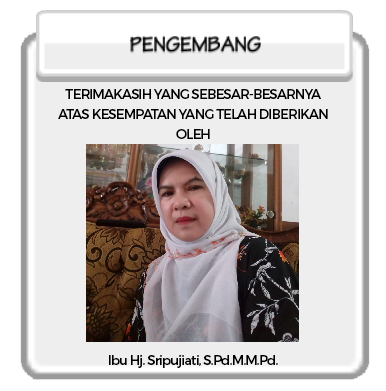 PENGEMBANG
TERIMAKASIH YANG SEBESAR-BESARNYA
ATAS KESEMPATAN YANG TELAH DIBERIKAN
OLEH
Ibu Hj. Sripujiati, S.Pd.M.M.Pd.